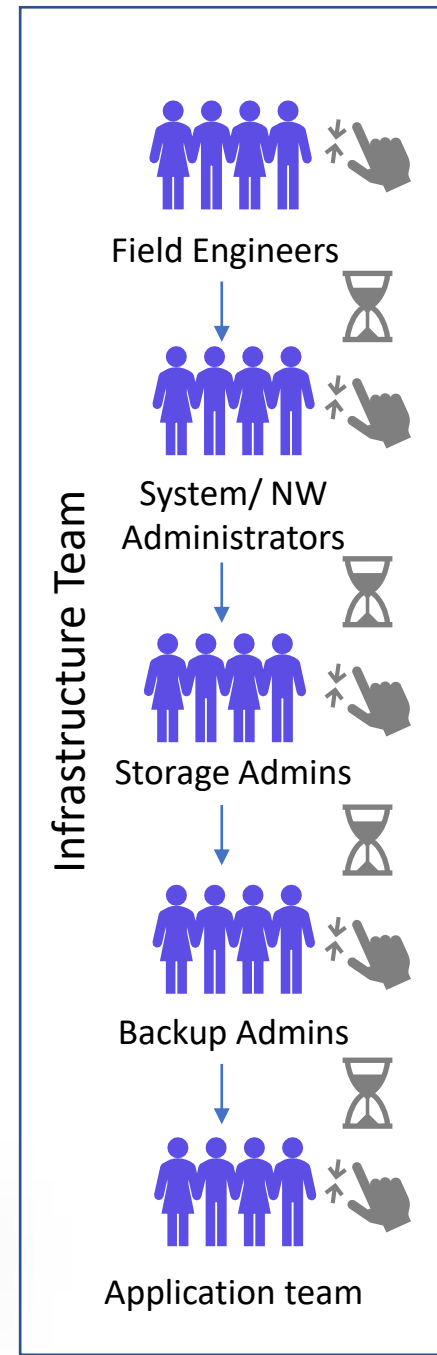 Field Engineers
System/ NW
Administrators
Infrastructure Team
Storage Admins
Backup Admins
Application team